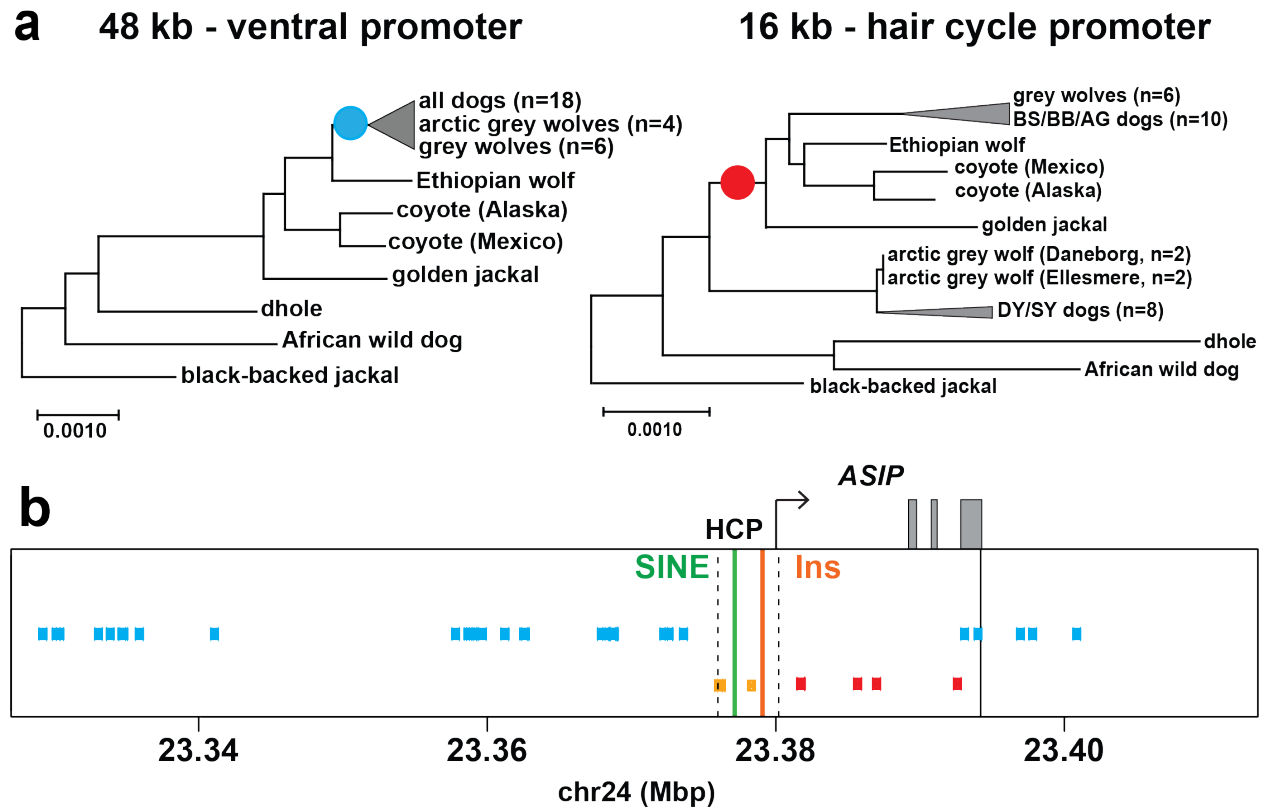 a
48 kb - ventral promoter
all dogs (n=18)
arctic grey wolves (n=4)
grey wolves (n=6)
Ethiopian wolf
coyote (Alaska)
coyote (Mexico)
golden jackal
dhole
African wild dog
black-backed jackal
0.0010
16 kb - hair cycle promoter
grey wolves (n=6)
BS/BB/AG dogs (n=10)
Ethiopian wolf
coyote (Mexico)
coyote (Alaska)
golden jackal
arctic grey wolf (Daneborg, n=2)
arctic grey wolf (Ellesmere, n=2)
DY/SY dogs (n=8)
dhole
African wild dog
black-backed jackal
0.0010
b
ASIP
HCP
SINE
Ins
23.34
23.36
23.38
23.40
chr24 (Mbp)